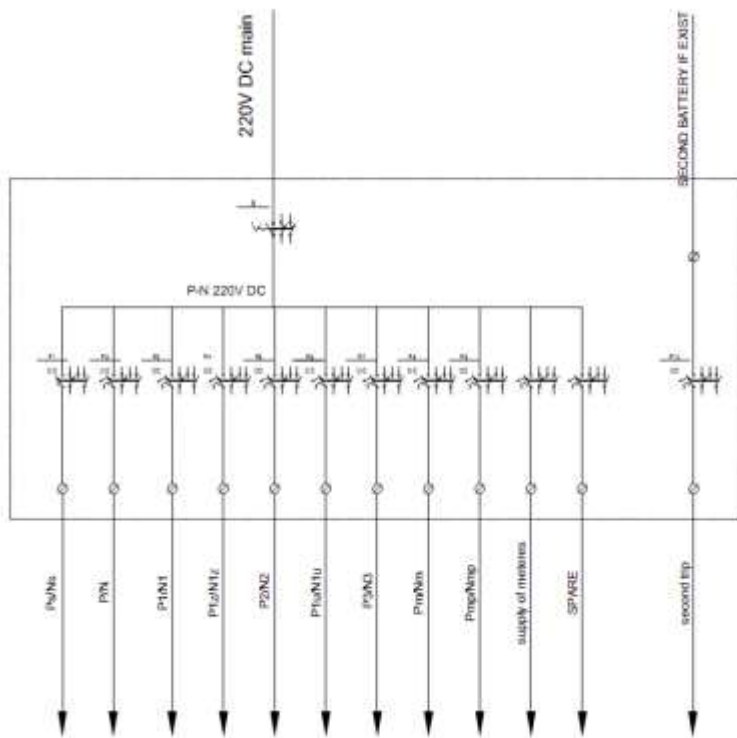 220V DC main
SECOND BATTERY IF EXIST
P-N 220V DC
Ps/Ns
P/N
P1/N1
P1z/N1z
P2/N2
P1u/N1u
P3/N3
Pm/Nm
Pmp/Nmp
supply of meteres
SPARE
second trip